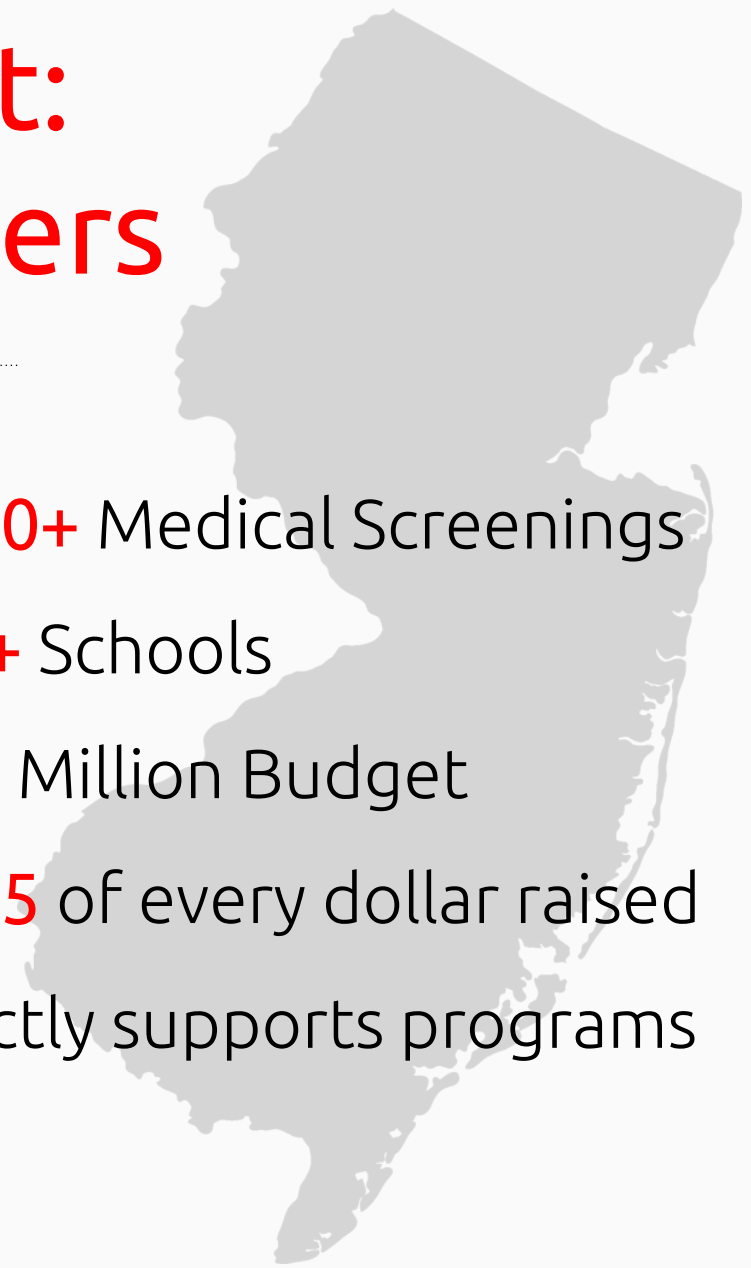 t:
ers
....
0+ Medical Screenings
+ Schools
Million Budget
5 of every dollar raised
ctly supports programs